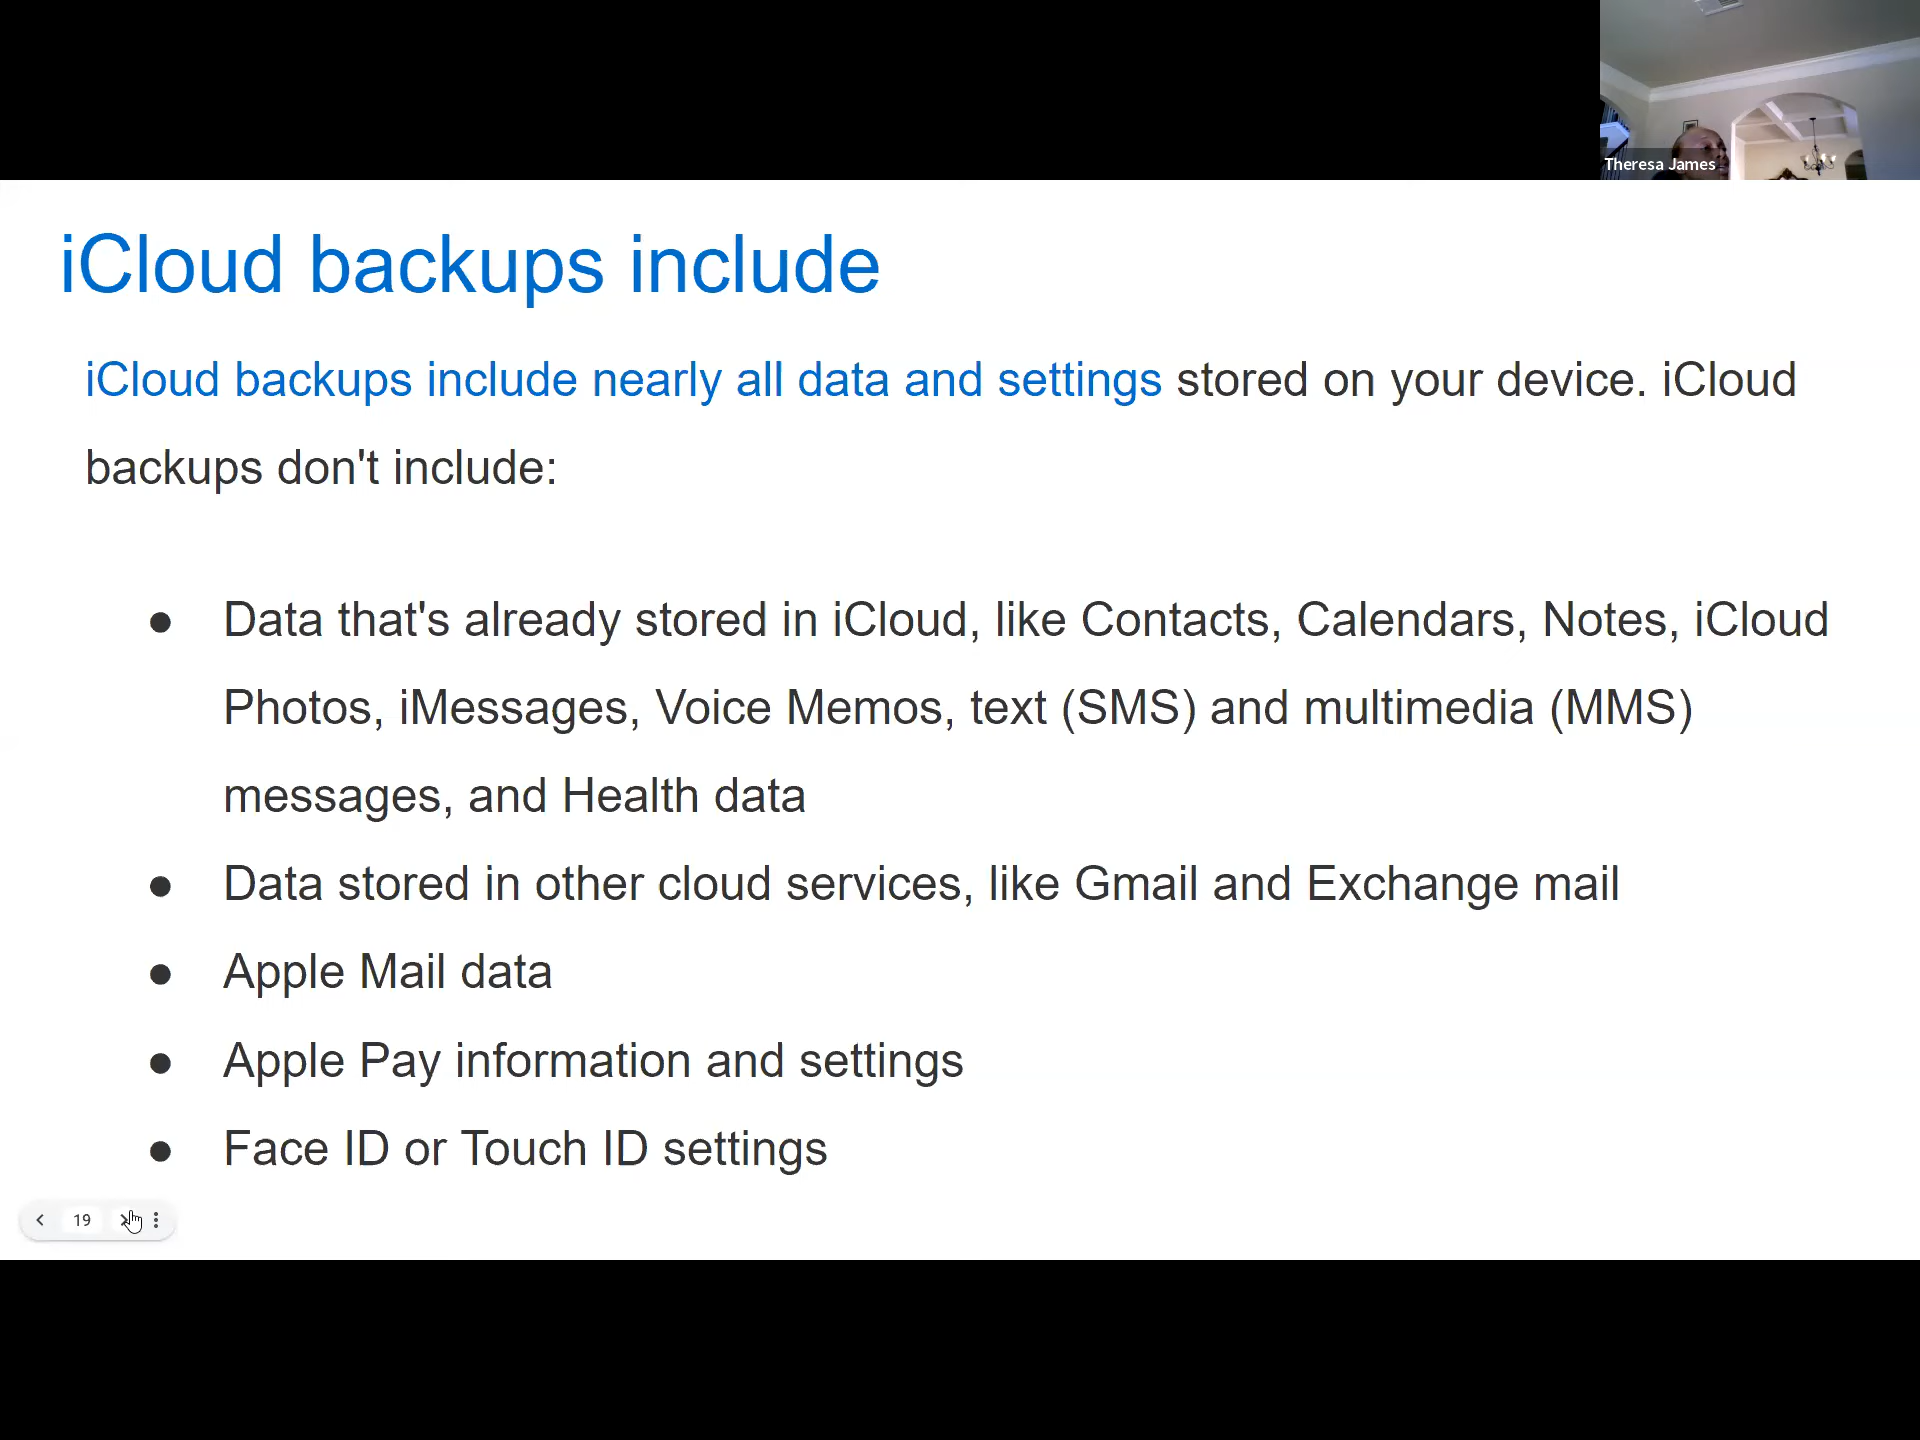 Theresa James
iCloud backups include
iCloud backups include nearly all data and settings stored on your device. iCloud
backups don't include:
● Data that's already stored in iCloud, like Contacts, Calendars, Notes, iCloud
Photos, iMessages, Voice Memos, text (SMS) and multimedia (MMS)
messages, and Health data
● Data stored in other cloud services, like Gmail and Exchange mail
● Apple Mail data
● Apple Pay information and settings
● Face ID or Touch ID settings
19